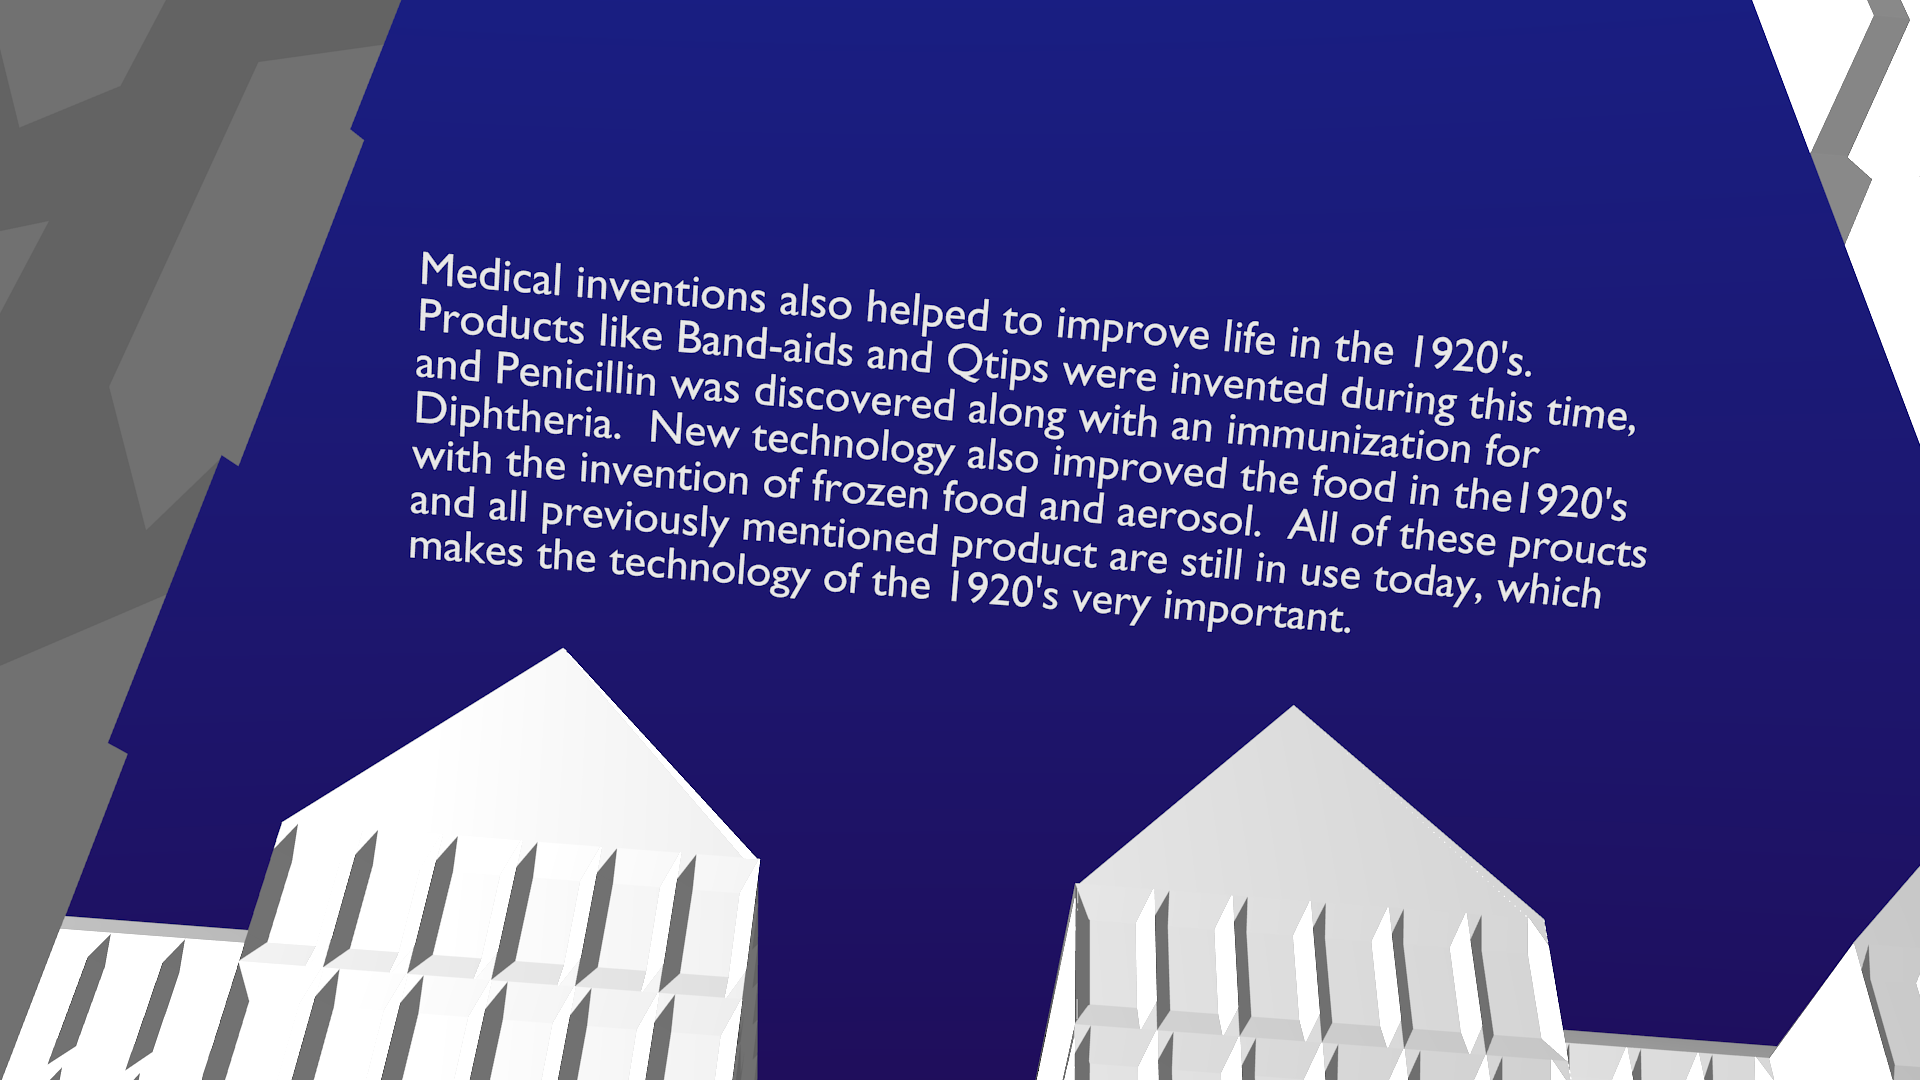 Medical inventions also helped to improve life in the 1920's.
Products like Band-aids and Qtips were invented during this time,
and Penicillin was discovered along with an immunization for
Diphtheria.  New technology also improved the food in the1920's
with the invention of frozen food and aerosol.  All of these proucts
and all previously mentioned product are still in use today, which
makes the technology of the 1920's very important.